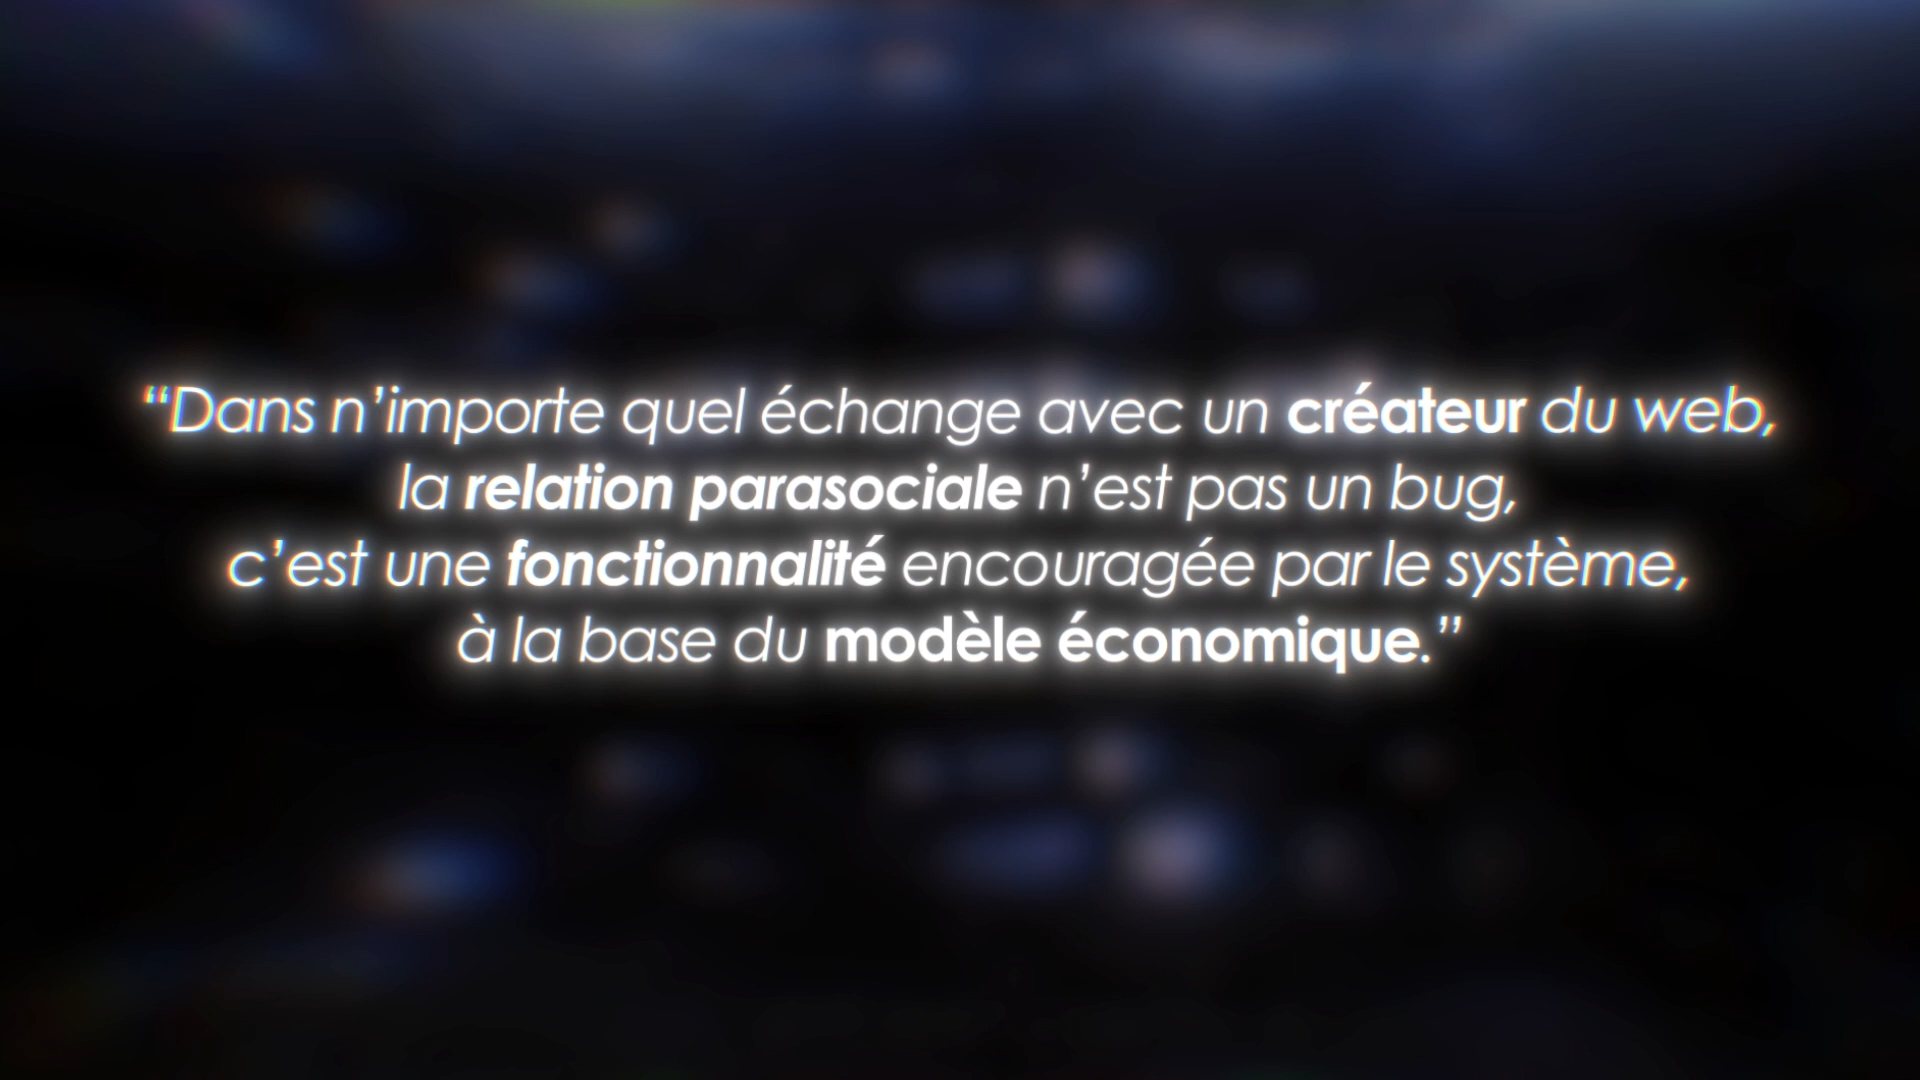 “Dans n’importe quel échange avec un créateur du web,
la relation parasociale n’est pas un bug,
c’est une fonctionnalité encouragée par le système,
à la base du modèle économique.”